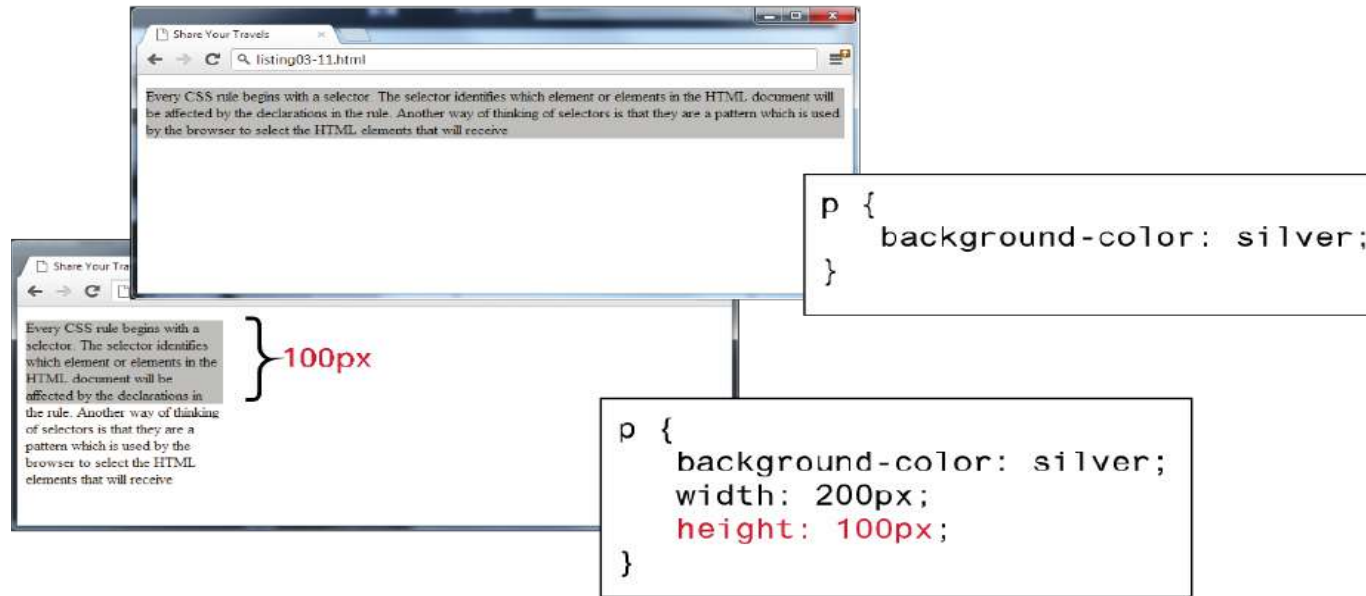 Share Your Travels
listing03-11.html
Every CSS rule begins with a selector. The selector identifies which element or elements in the HTML document will
be affected by the declarations in the rule. Another way of thinking of selectors is that they are a pattern which is used
by the browser to select the HTML elements that will receive
p {
background-color: silver;
}
Share Your Tra
Every CSS rule begins with a
selector. The selector identifies
which element or elements in the
HTML document will be
affected by the declarations in
the rule. Another way of thinking
of selectors is that they are a
pattern which is used by the
browser to select the HTML
elements that will receive
100px
p {
background-color: silver;
width: 200px;
height: 100px;
}